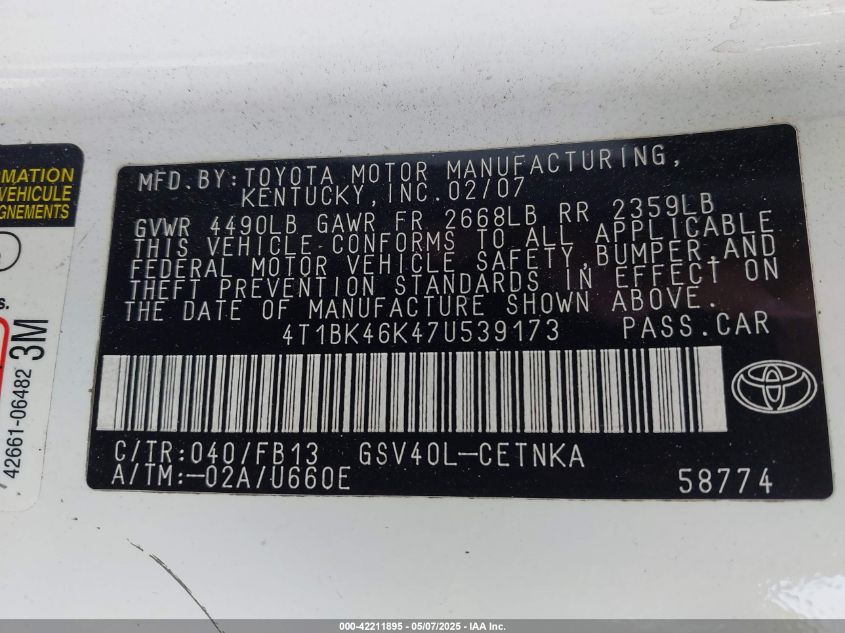 MFD.BY:TOYOTA MOTOR MANUFACTURING,
KENTUCKY,INC.02/07
GVWR 4490LB GAWR FR 2668LB RR 2359LB
THIS VEHICLE CONFORMS TO ALL APPLICABLE
FEDERAL MOTOR VEHICLE SAFETY,BUMPER,AND
THEFT PREVENTION STANDARDS IN EFFECT ON
THE DATE OF MANUFACTURE SHOWN ABOVE.
4T1BK46K47U539173 PASS.CAR
C/TR:040/FB13 GSV40L-CETNKA
A/TM:-02A/U660E
58774
VEHICULE
42661-06482 3M
000-42211895 - 05/07/2025 - IAA Inc.